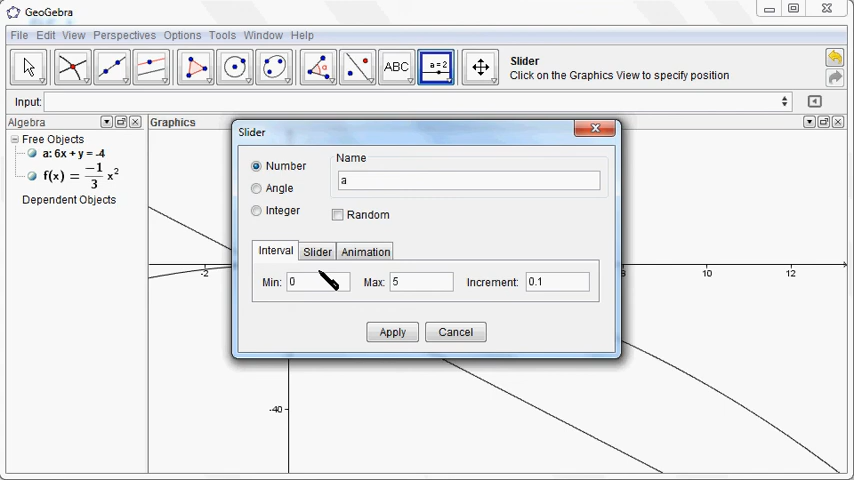 GeoGebra
File Edit View Perspectives Options Tools Window Help
ABC
a = 2
Slider
Click on the Graphics View to specify position
Input:
Algebra
Graphics
Free Objects
a: 6x + y = -4
f(x) = -1/3 x²
Dependent Objects
Slider
Number
Angle
Integer
Name
a
Random
Interval Slider Animation
Min: 0 Max: 5 Increment: 0.1
Apply Cancel
-2 8 10 12
-40